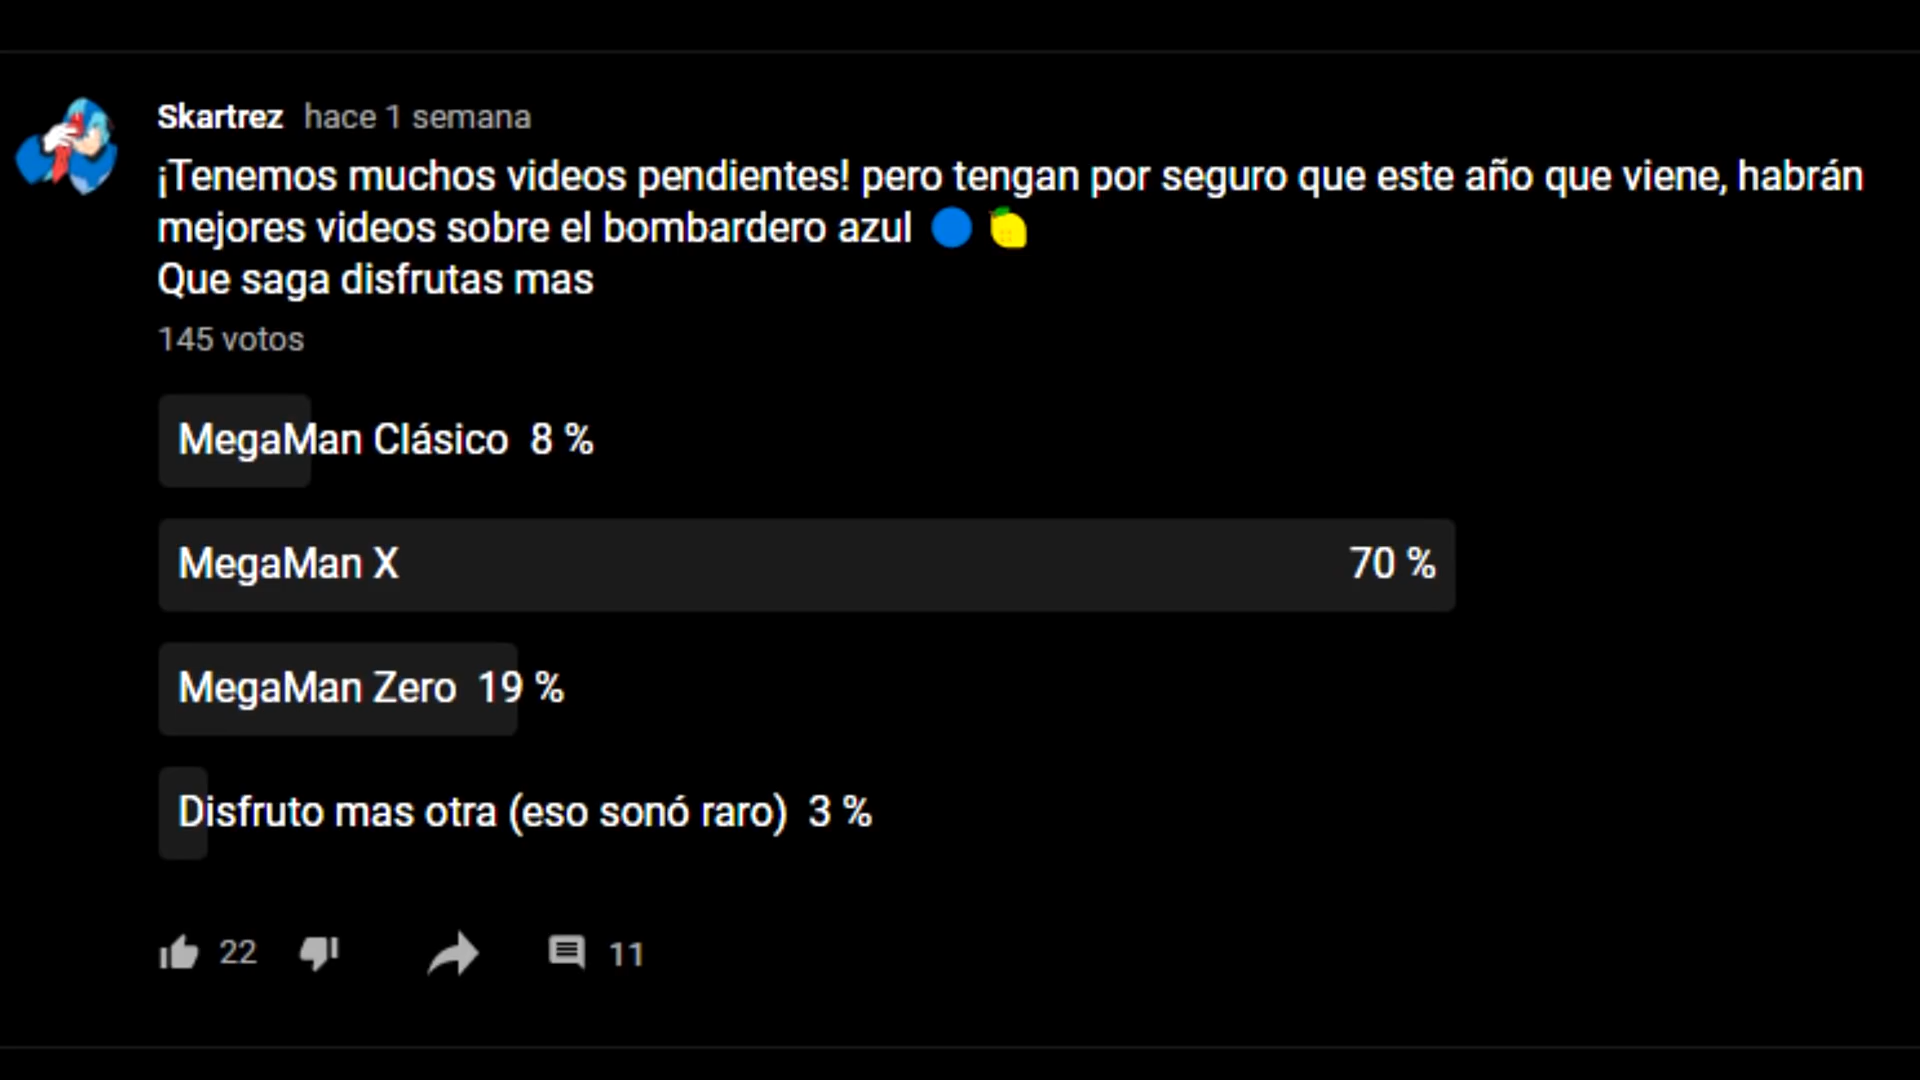 Skartrez hace 1 semana
¡Tenemos muchos videos pendientes! pero tengan por seguro que este año que viene, habrán
mejores videos sobre el bombardero azul 🔵 🍋
Que saga disfrutas mas
145 votos
MegaMan Clásico 8 %
MegaMan X 70 %
MegaMan Zero 19 %
Disfruto mas otra (eso sonó raro) 3 %
22 11